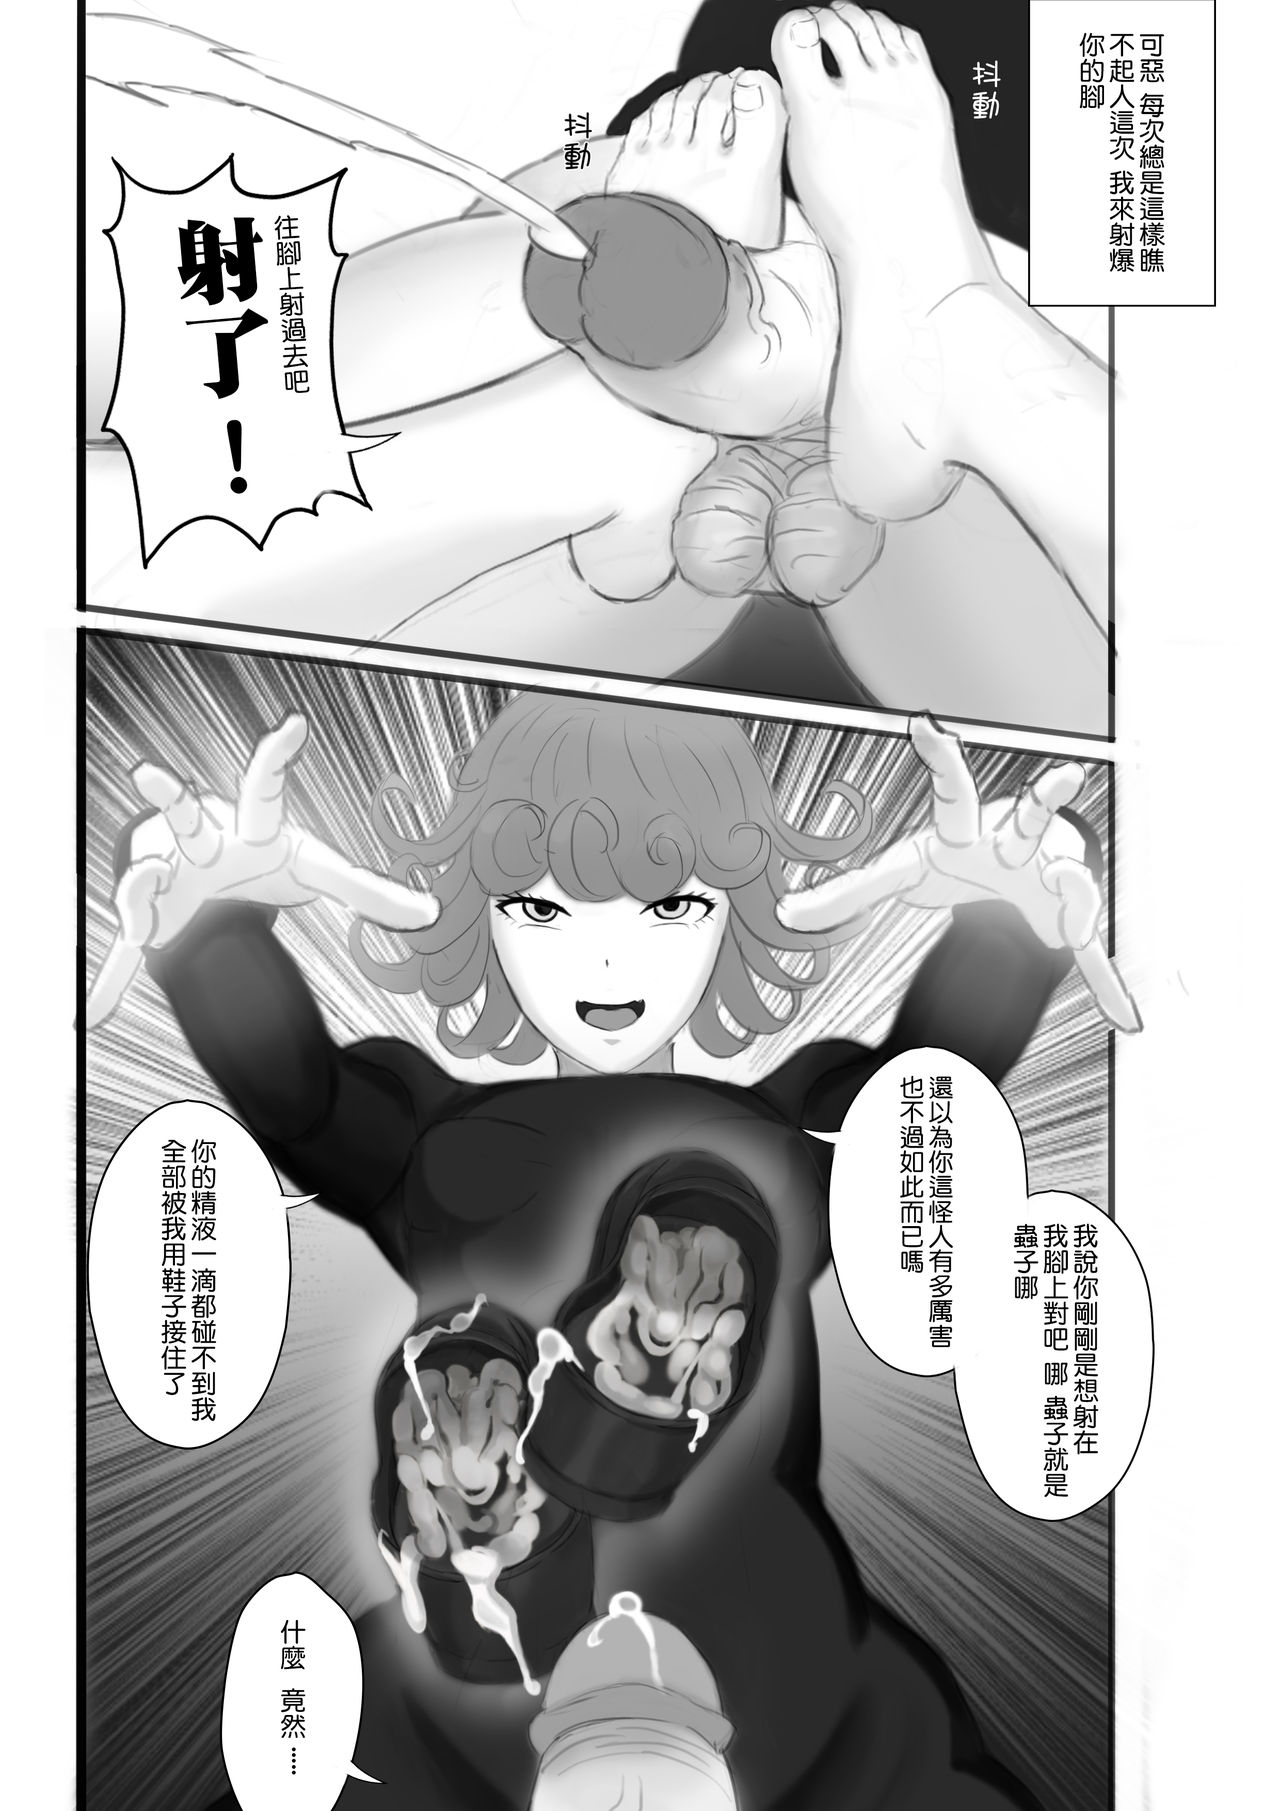 可惡 每次總是這樣瞧
不起人這次 我來射爆
你的腳
抖動
抖動
往腳上射過去吧
射了！
我說你剛剛是想射在
我腳上對吧 哪 蟲子就是
蟲子哪
還以為你這怪人有多厲害
也不過如此而已嗎
你的精液一滴都碰不到我
全部被我用鞋子接住了
什麼 竟然……